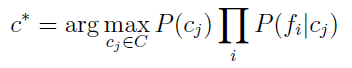 c* = arg max_{c_j∈C} P(c_j) ∏_i P(f_i|c_j)